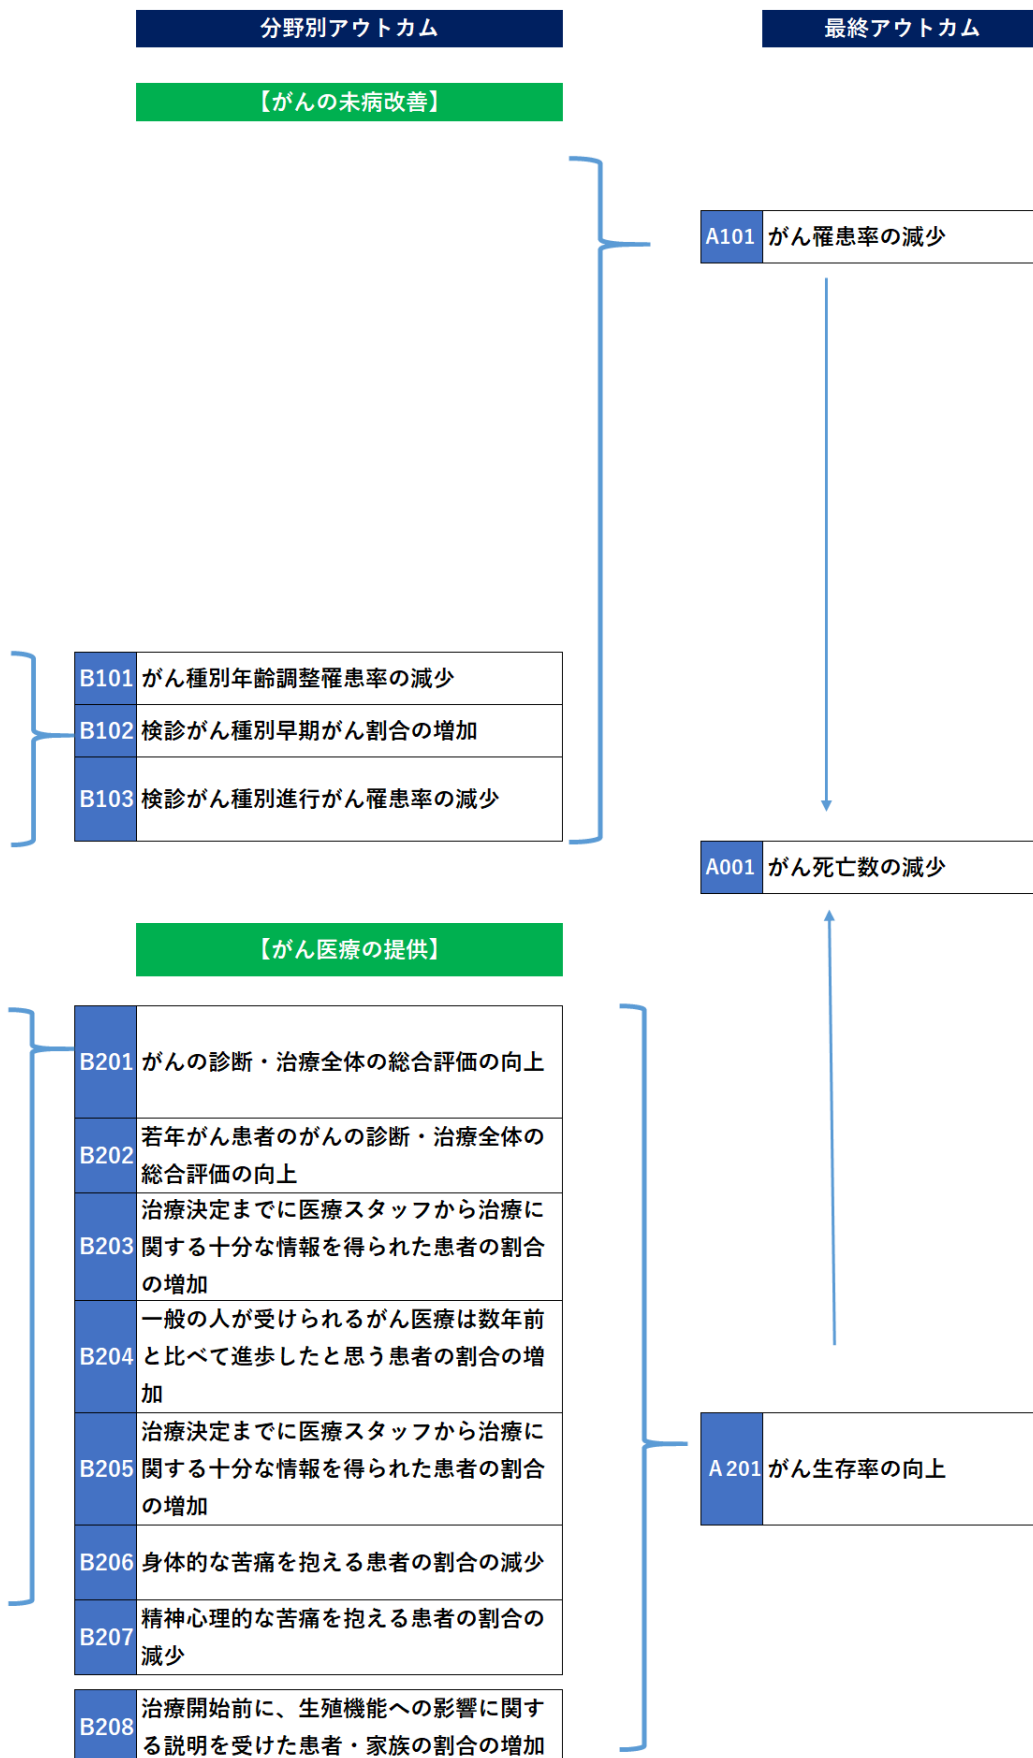 分野別アウトカム
最終アウトカム
【がんの未病改善】
A101 がん罹患率の減少
B101 がん種別年齢調整罹患率の減少
B102 検診がん種別早期がん割合の増加
B103 検診がん種別進行がん罹患率の減少
A001 がん死亡数の減少
【がん医療の提供】
B201 がんの診断・治療全体の総合評価の向上
B202 若年がん患者のがんの診断・治療全体の
総合評価の向上
B203 治療決定までに医療スタッフから治療に
関する十分な情報を得られた患者の割合
の増加
B204 一般の人が受けられるがん医療は数年前
と比べて進歩したと思う患者の割合の増
加
B205 治療決定までに医療スタッフから治療に
関する十分な情報を得られた患者の割合
の増加
A201 がん生存率の向上
B206 身体的な苦痛を抱える患者の割合の減少
B207 精神心理的な苦痛を抱える患者の割合の
減少
B208 治療開始前に、生殖機能への影響に関す
る説明を受けた患者・家族の割合の増加